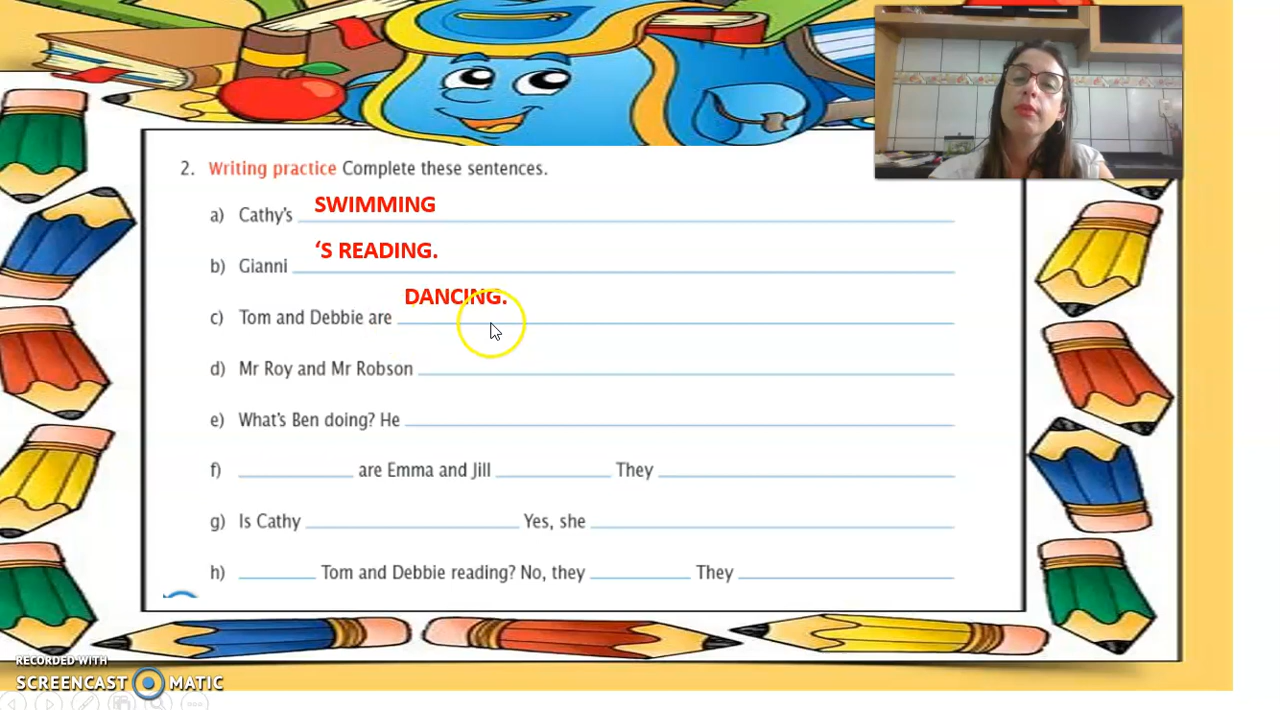 2. Writing practice Complete these sentences.
SWIMMING
a) Cathy's
‘S READING.
b) Gianni
DANCING.
c) Tom and Debbie are
d) Mr Roy and Mr Robson
e) What's Ben doing? He
f) are Emma and Jill They
g) Is Cathy Yes, she
h) Tom and Debbie reading? No, they They
RECORDED WITH
SCREENCAST MATIC